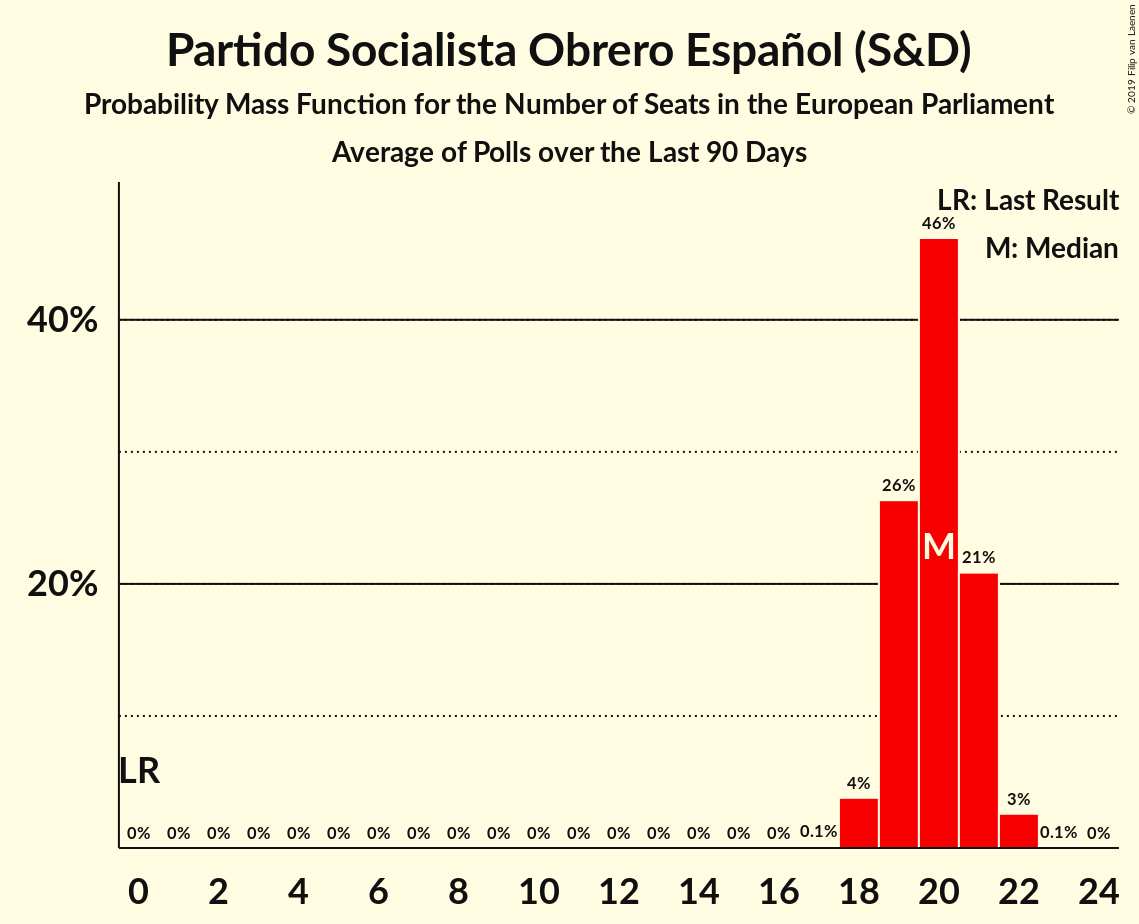 Partido Socialista Obrero Español (S&D)
Probability Mass Function for the Number of Seats in the European Parliament
Average of Polls over the Last 90 Days
© 2019 Filip van Laenen
LR: Last Result
M: Median
46%
40%
26%
M
21%
20%
LR
4%
3%
0% 0% 0% 0% 0% 0% 0% 0% 0% 0% 0% 0% 0% 0% 0% 0% 0% 0.1% 0.1% 0%
0 2 4 6 8 10 12 14 16 18 20 22 24